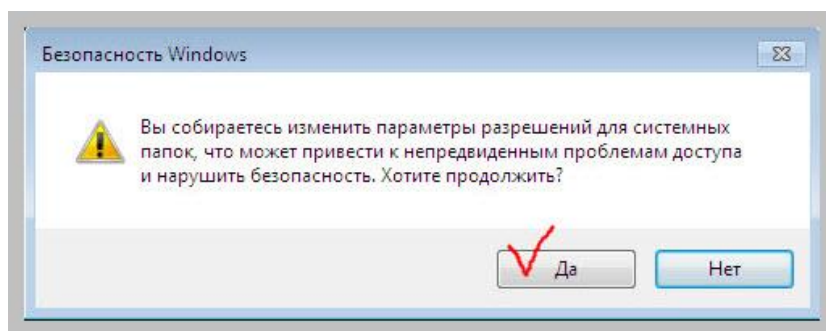 Безопасность Windows
Вы собираетесь изменить параметры разрешений для системных
папок, что может привести к непредвиденным проблемам доступа
и нарушить безопасность. Хотите продолжить?
Да
Нет